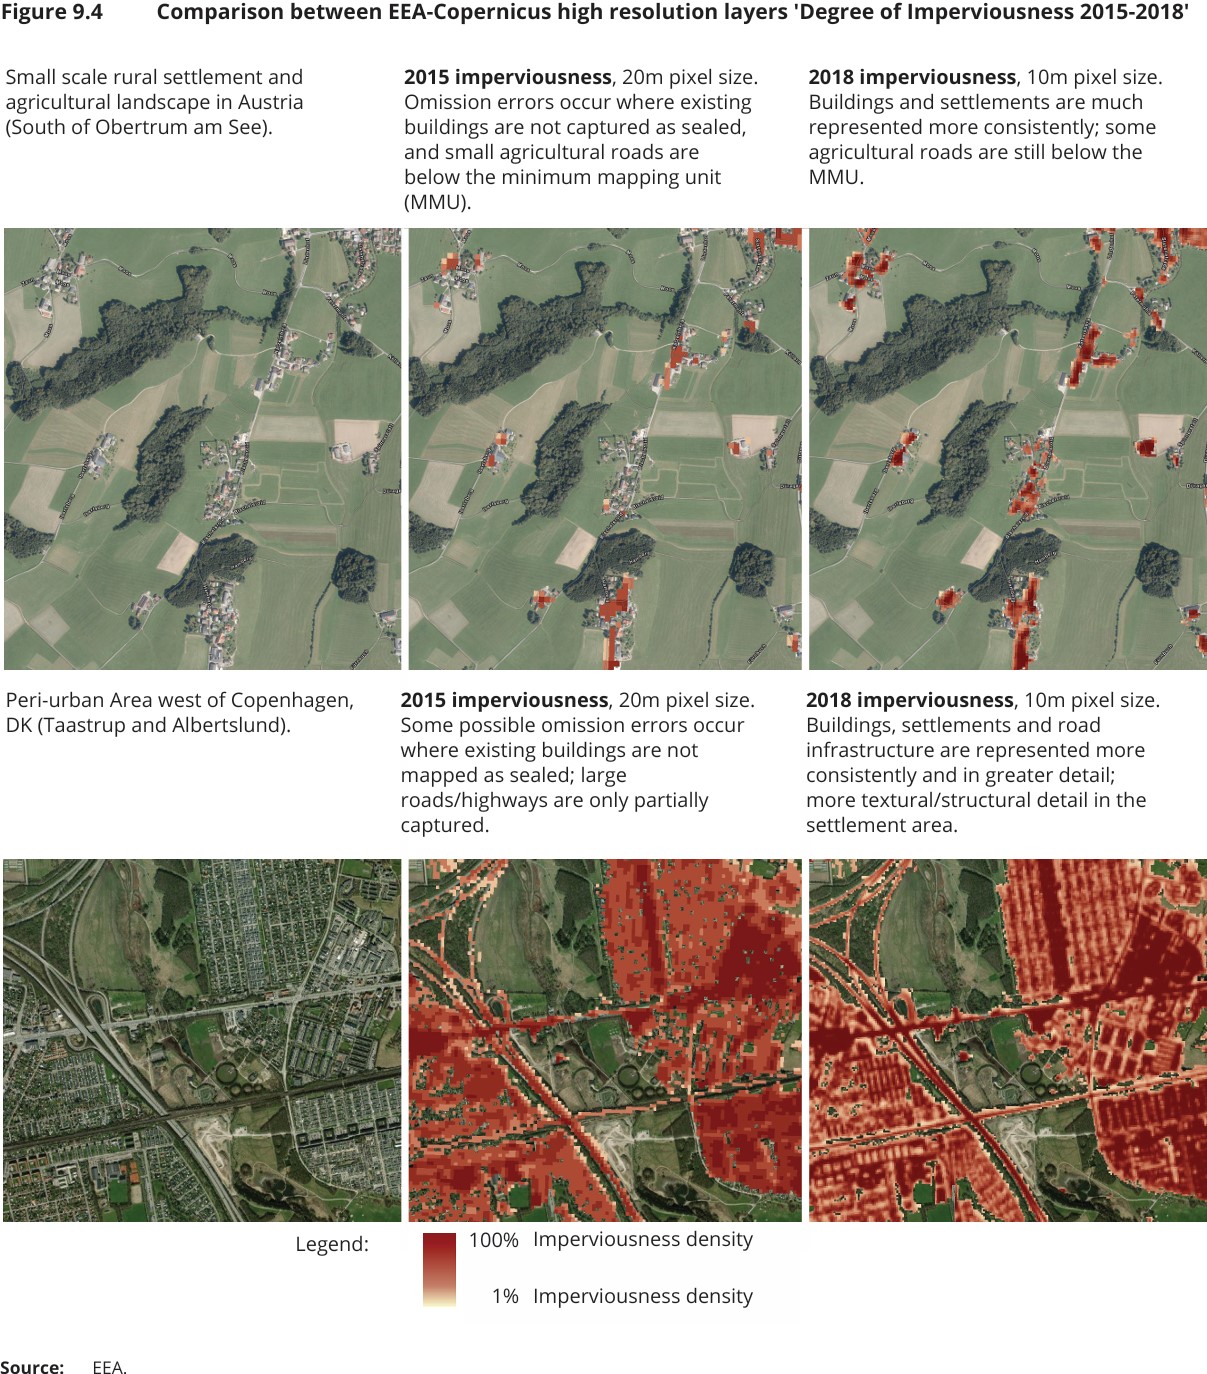 Figure 9.4 Comparison between EEA-Copernicus high resolution layers 'Degree of Imperviousness 2015-2018'
Small scale rural settlement and
agricultural landscape in Austria
(South of Obertrum am See).
2015 imperviousness, 20m pixel size.
Omission errors occur where existing
buildings are not captured as sealed,
and small agricultural roads are
below the minimum mapping unit
(MMU).
2018 imperviousness, 10m pixel size.
Buildings and settlements are much
represented more consistently; some
agricultural roads are still below the
MMU.
Peri-urban Area west of Copenhagen,
DK (Taastrup and Albertslund).
2015 imperviousness, 20m pixel size.
Some possible omission errors occur
where existing buildings are not
mapped as sealed; large
roads/highways are only partially
captured.
2018 imperviousness, 10m pixel size.
Buildings, settlements and road
infrastructure are represented more
consistently and in greater detail;
more textural/structural detail in the
settlement area.
Legend:
100% Imperviousness density
1% Imperviousness density
Source: EEA.